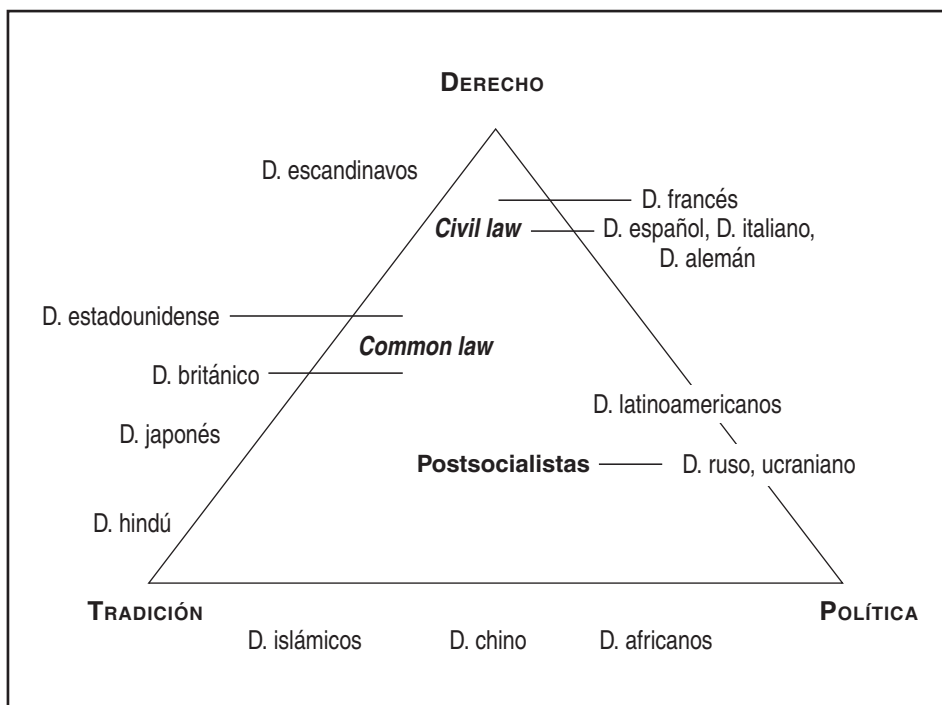 DERECHO
D. escandinavos
D. francés
Civil law
D. español, D. italiano,
D. alemán
D. estadounidense
Common law
D. británico
D. latinoamericanos
D. japonés
Postsocialistas
D. ruso, ucraniano
D. hindú
TRADICIÓN
POLÍTICA
D. islámicos
D. chino
D. africanos